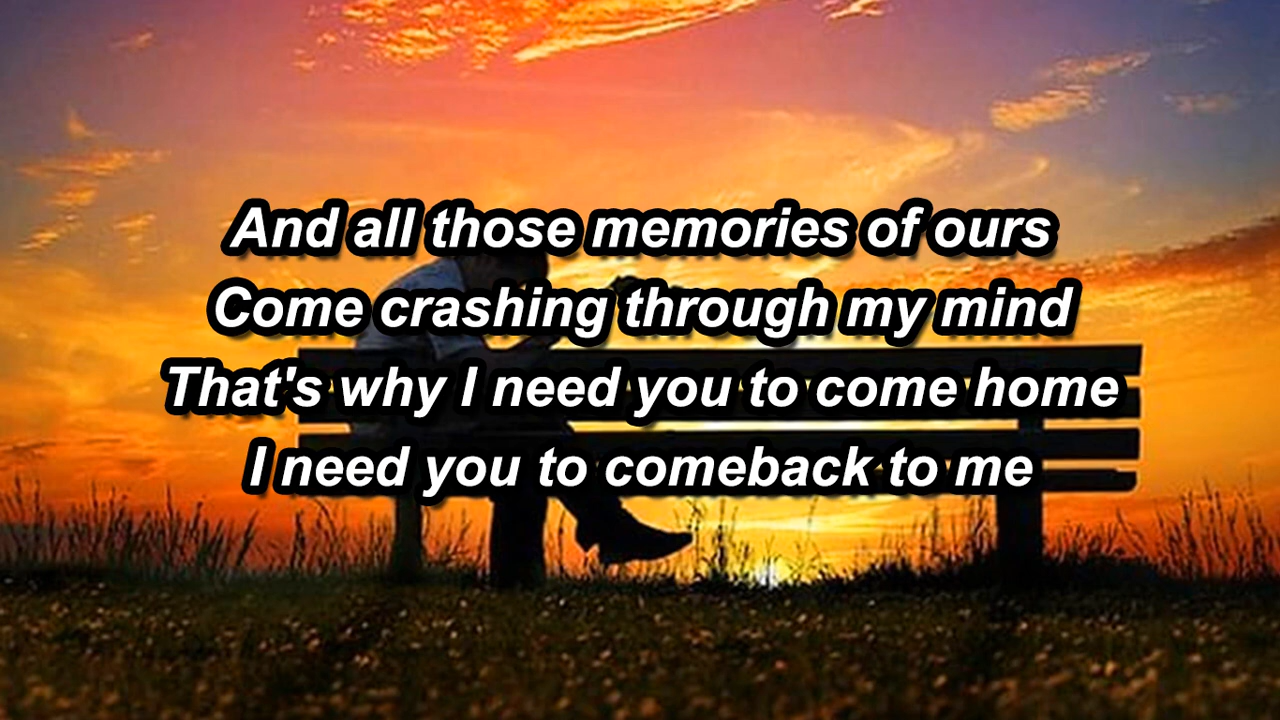 And all those memories of ours
Come crashing through my mind
That's why I need you to come home
I need you to comeback to me